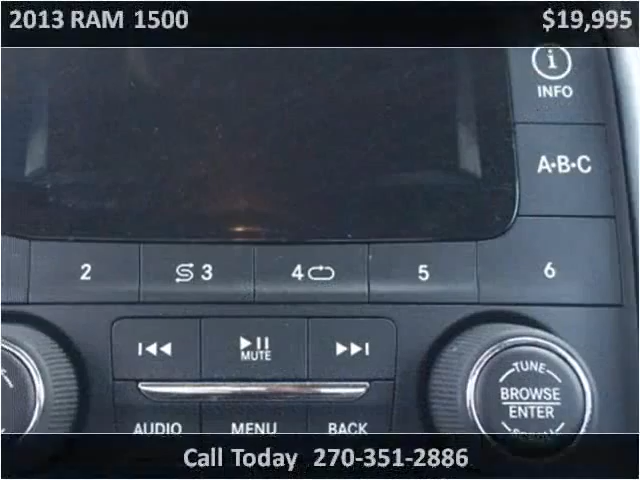 2013 RAM 1500 $19,995
INFO
A·B·C
2 3 4 5 6
MUTE
TUNE
BROWSE
ENTER
SCROLL
AUDIO MENU BACK
Call Today 270-351-2886